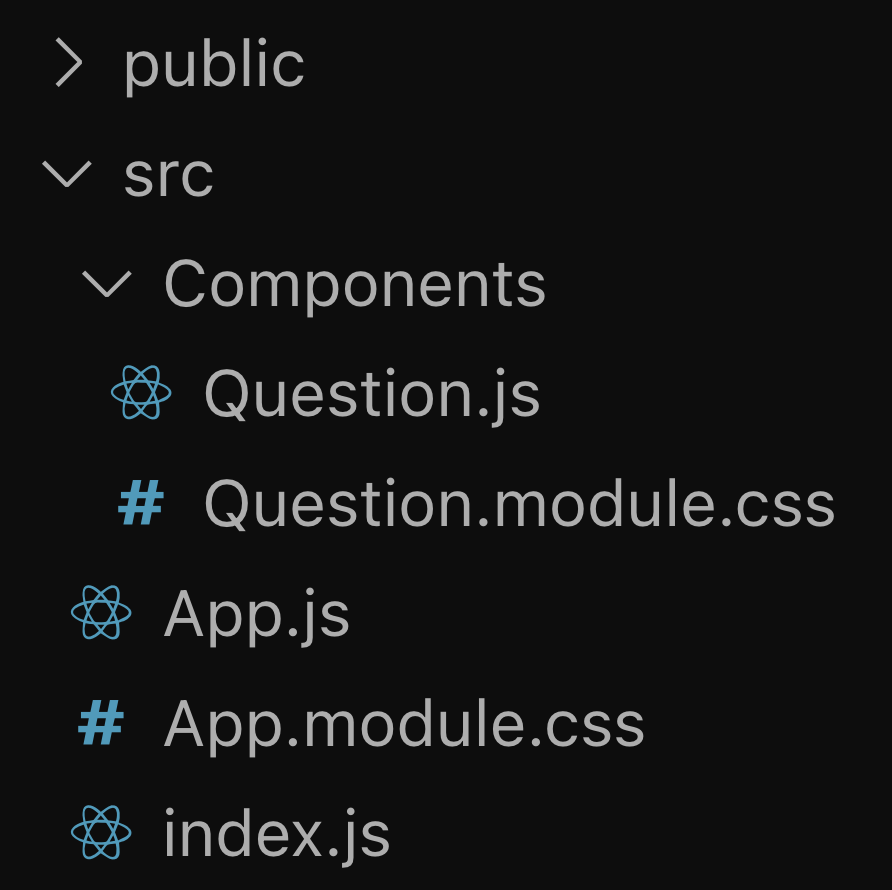 public
src
Components
Question.js
# Question.module.css
App.js
# App.module.css
index.js